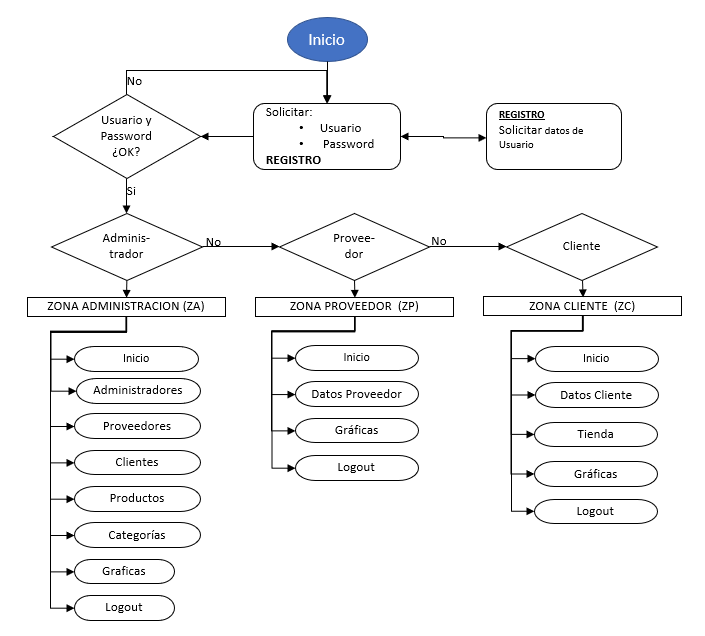 Inicio
No
Usuario y
Password
¿OK?
Solicitar:
• Usuario
• Password
REGISTRO
REGISTRO
Solicitar datos de
Usuario
Si
Adminis-
trador
No
Provee-
dor
No
Cliente
ZONA ADMINISTRACION (ZA)
ZONA PROVEEDOR (ZP)
ZONA CLIENTE (ZC)
Inicio
Administradores
Proveedores
Clientes
Productos
Categorías
Graficas
Logout
Inicio
Datos Proveedor
Gráficas
Logout
Inicio
Datos Cliente
Tienda
Gráficas
Logout